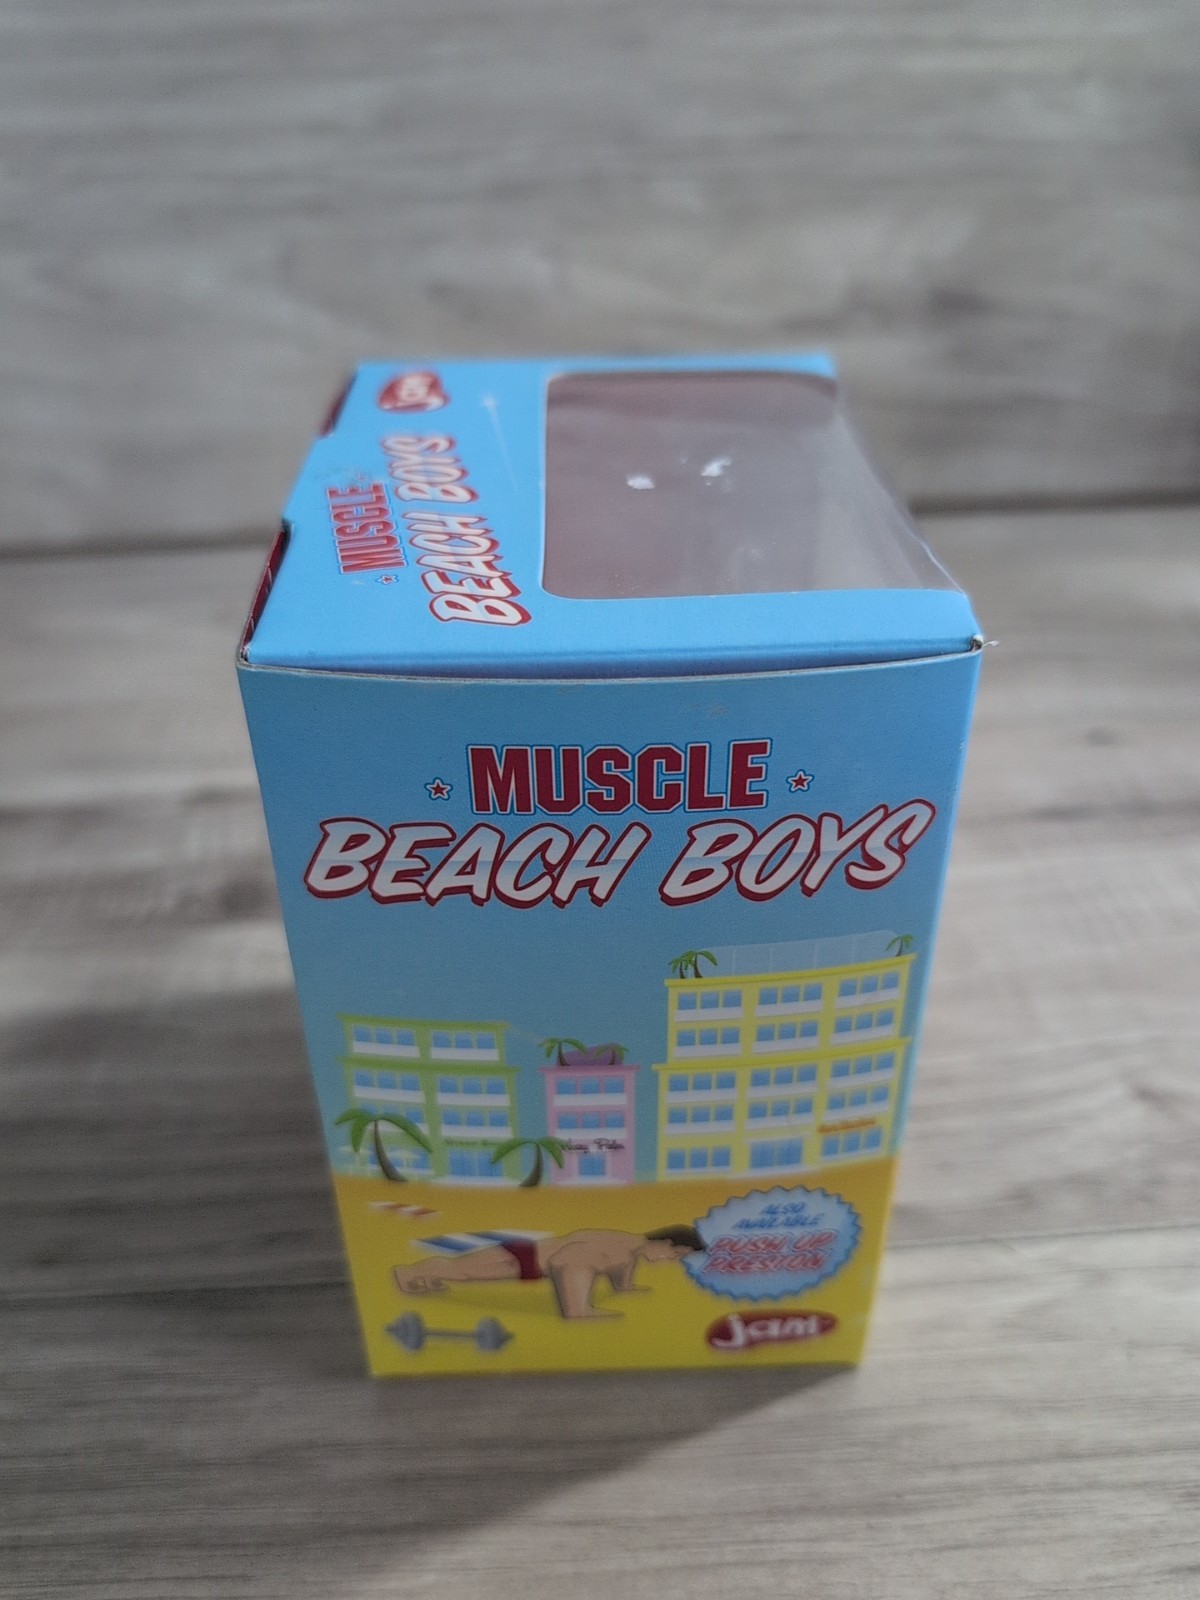 jam
MUSCLE
BEACH BOYS
MUSCLE
BEACH BOYS
ALSO
AVAILABLE
PUSH UP
PRESTON
jam